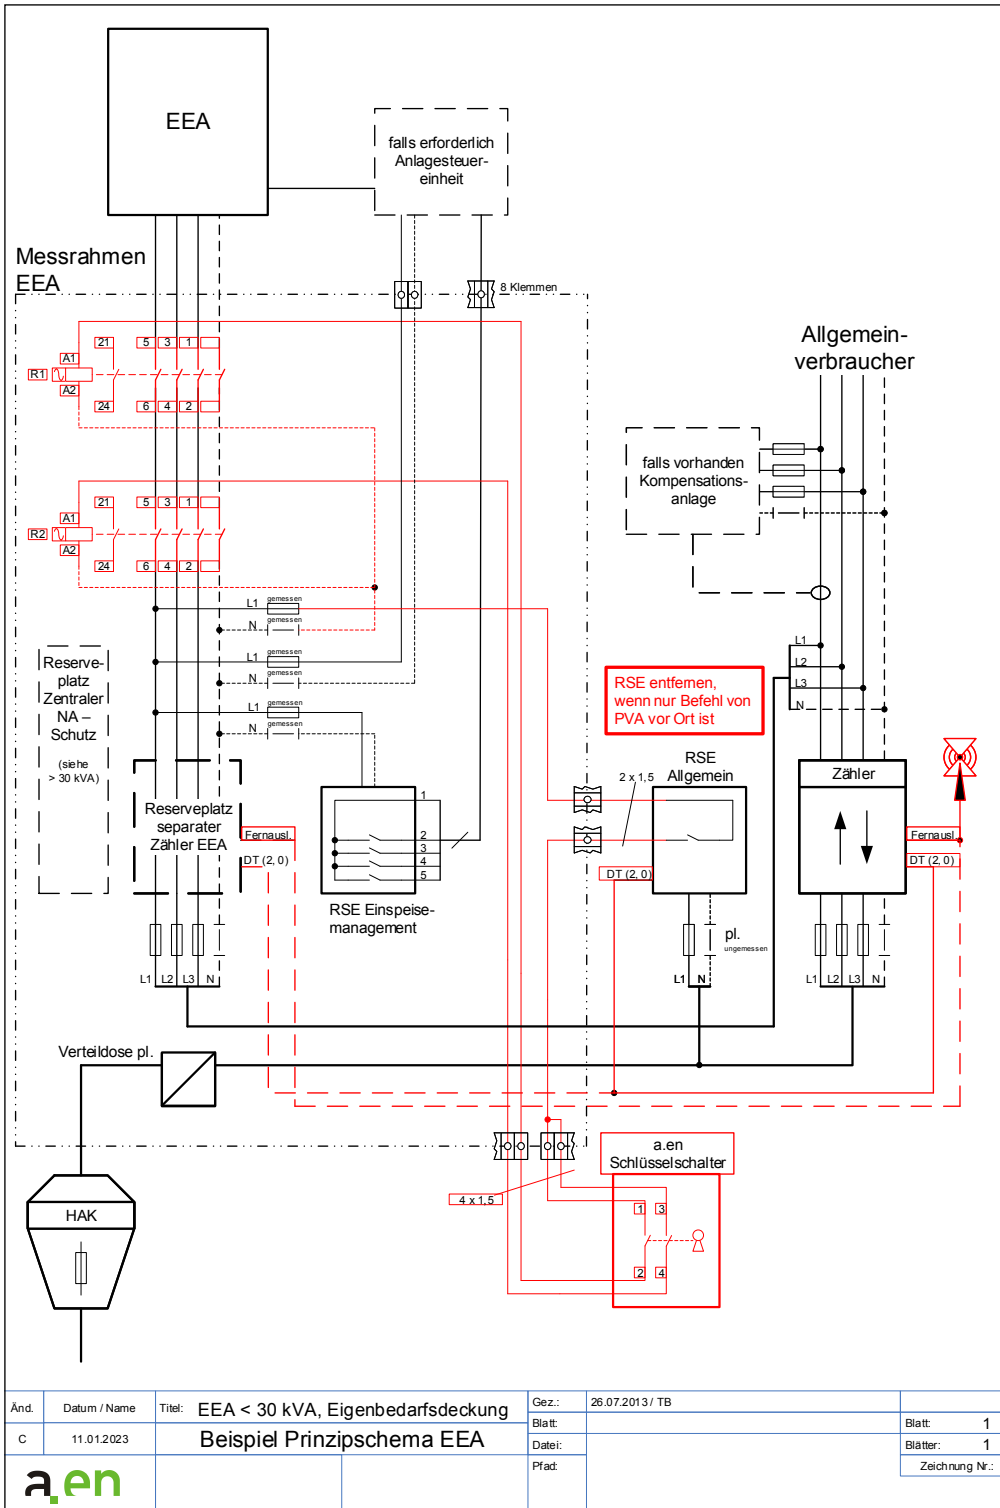 EEA
falls erforderlich
Anlagesteuer-
einheit
Messrahmen
EEA
8 Klemmen
Allgemein-
verbraucher
21
5
3
1
A1
R1
A2
24
6
4
2
falls vorhanden
Kompensations-
anlage
21
5
3
1
A1
R2
A2
24
6
4
2
L1
gemessen
N
gemessen
L1
gemessen
N
gemessen
L1
gemessen
N
gemessen
Reserve-
platz
Zentraler
NA –
Schutz
(siehe
> 30 kVA)
L1
L2
L3
N
RSE entfernen,
wenn nur Befehl von
PVA vor Ort ist
RSE
Allgemein
2 x 1,5
Zähler
Reserveplatz
separater
Zähler EEA
Fernausl.
DT (2, 0)
1
2
3
4
5
RSE Einspeise-
management
DT (2, 0)
Fernausl.
DT (2, 0)
pl.
ungemessen
L1
L2
L3
N
L1
N
L1
L2
L3
N
Verteildose pl.
a.en
Schlüsselschalter
4 x 1,5
1
3
2
4
HAK
Änd.
Datum / Name
Titel:
EEA < 30 kVA, Eigenbedarfsdeckung
Gez.:
26.07.2013 / TB
C
11.01.2023
Beispiel Prinzipschema EEA
Blatt:
Blatt:
1
Datei:
Blätter:
1
Pfad:
Zeichnung Nr.:
a.en